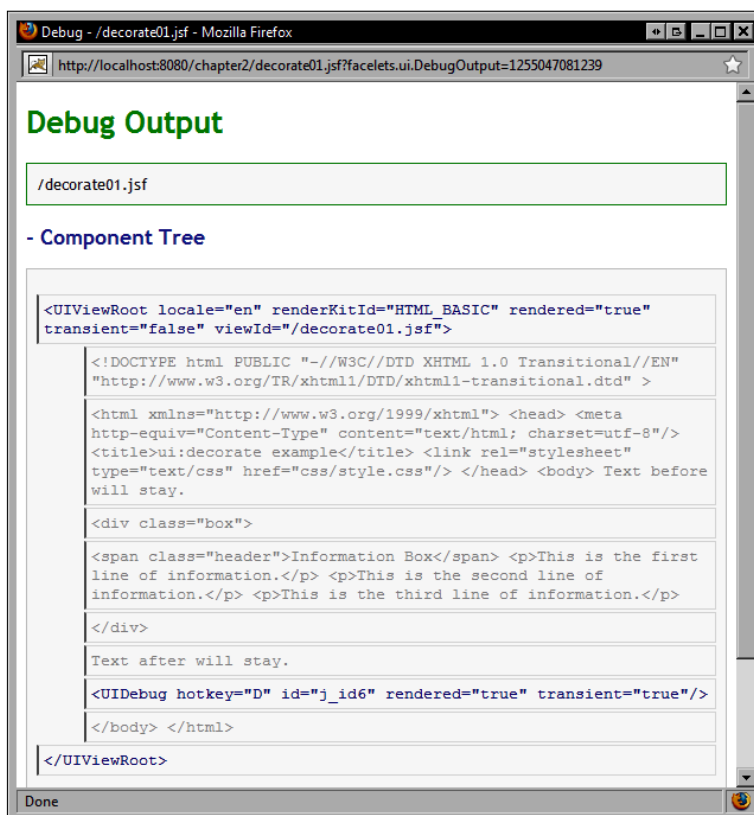 Debug - /decorate01.jsf - Mozilla Firefox
http://localhost:8080/chapter2/decorate01.jsf?facelets.ui.DebugOutput=1255047081239
Debug Output
/decorate01.jsf
- Component Tree
<UIViewRoot locale="en" renderKitId="HTML_BASIC" rendered="true"
transient="false" viewId="/decorate01.jsf">
<!DOCTYPE html PUBLIC "-//W3C//DTD XHTML 1.0 Transitional//EN"
"http://www.w3.org/TR/xhtml1/DTD/xhtml1-transitional.dtd" >
<html xmlns="http://www.w3.org/1999/xhtml"> <head> <meta
http-equiv="Content-Type" content="text/html; charset=utf-8"/>
<title>ui:decorate example</title> <link rel="stylesheet"
type="text/css" href="css/style.css"/> </head> <body> Text before
will stay.
<div class="box">
<span class="header">Information Box</span> <p>This is the first
line of information.</p> <p>This is the second line of
information.</p> <p>This is the third line of information.</p>
</div>
Text after will stay.
<UIDebug hotkey="D" id="j_id6" rendered="true" transient="true"/>
</body> </html>
</UIViewRoot>
Done